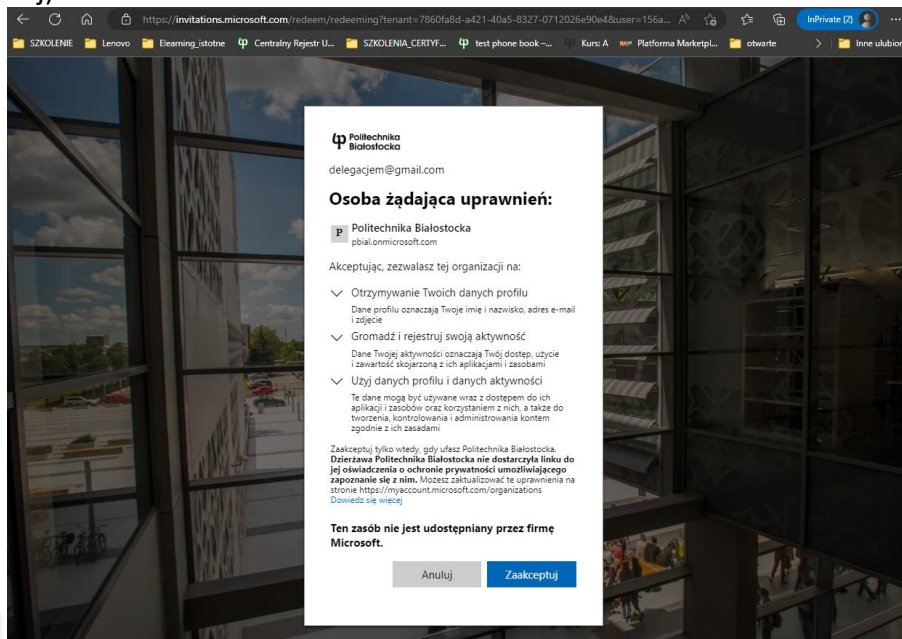 https://invitations.microsoft.com/redeem/redeeming?tenant=7860fa8d-a421-40a5-8327-0712026e90e4&user=156a...
InPrivate (2)
SZKOLENIE Lenovo Elearning_istotne Centralny Rejestr U... SZKOLENIA_CERTYF... test phone book –... Kurs: A Platforma Marketpl... otwarte Inne ulubion
Politechnika
Białostocka
delegacjem@gmail.com
Osoba żądająca uprawnień:
P Politechnika Białostocka
pbial.onmicrosoft.com
Akceptując, zezwalasz tej organizacji na:
Otrzymywanie Twoich danych profilu
Dane profilu oznaczają Twoje imię i nazwisko, adres e-mail
i zdjęcie
Gromadź i rejestruj swoją aktywność
Dane Twojej aktywności oznaczają Twój dostęp, użycie
i zawartość skojarzoną z ich aplikacjami i zasobami
Użyj danych profilu i danych aktywności
Te dane mogą być używane wraz z dostępem do ich
aplikacji i zasobów oraz korzystaniem z nich, a także do
tworzenia, kontrolowania i administrowania kontem
zgodnie z ich zasadami
Zaakceptuj tylko wtedy, gdy ufasz Politechnika Białostocka.
Dzierżawa Politechnika Białostocka nie dostarczyła linku do
jej oświadczenia o ochronie prywatności umożliwiającego
zapoznanie się z nim. Możesz zaktualizować te uprawnienia na
stronie https://myaccount.microsoft.com/organizations
Dowiedz się więcej
Ten zasób nie jest udostępniany przez firmę
Microsoft.
Anuluj Zaakceptuj